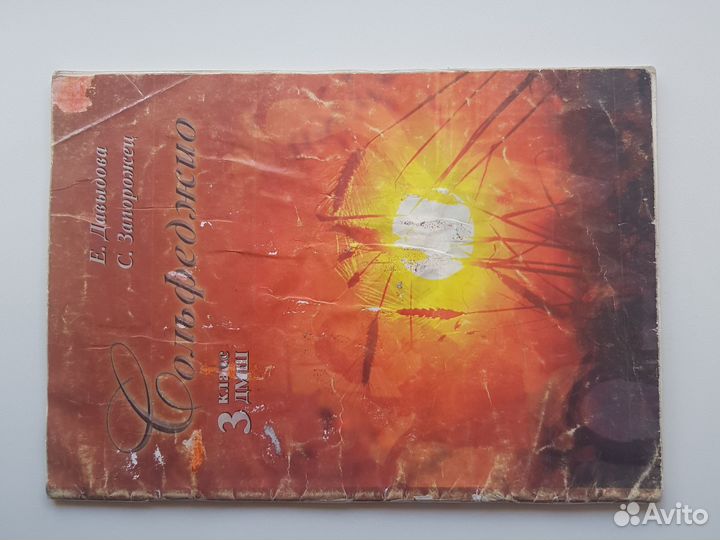 Е. Давыдова
С. Запорожец
Сольфеджио
3 класс
ДМШ
Avito